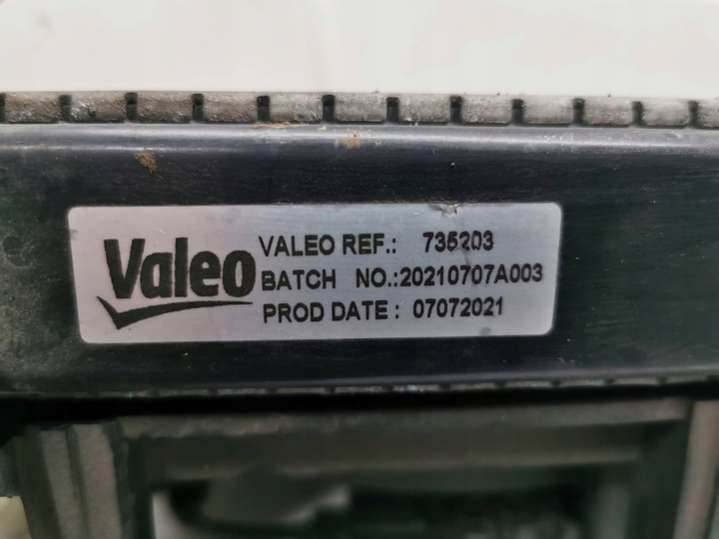 Valeo
VALEO REF.: 735203
BATCH NO.:20210707A003
PROD DATE : 07072021